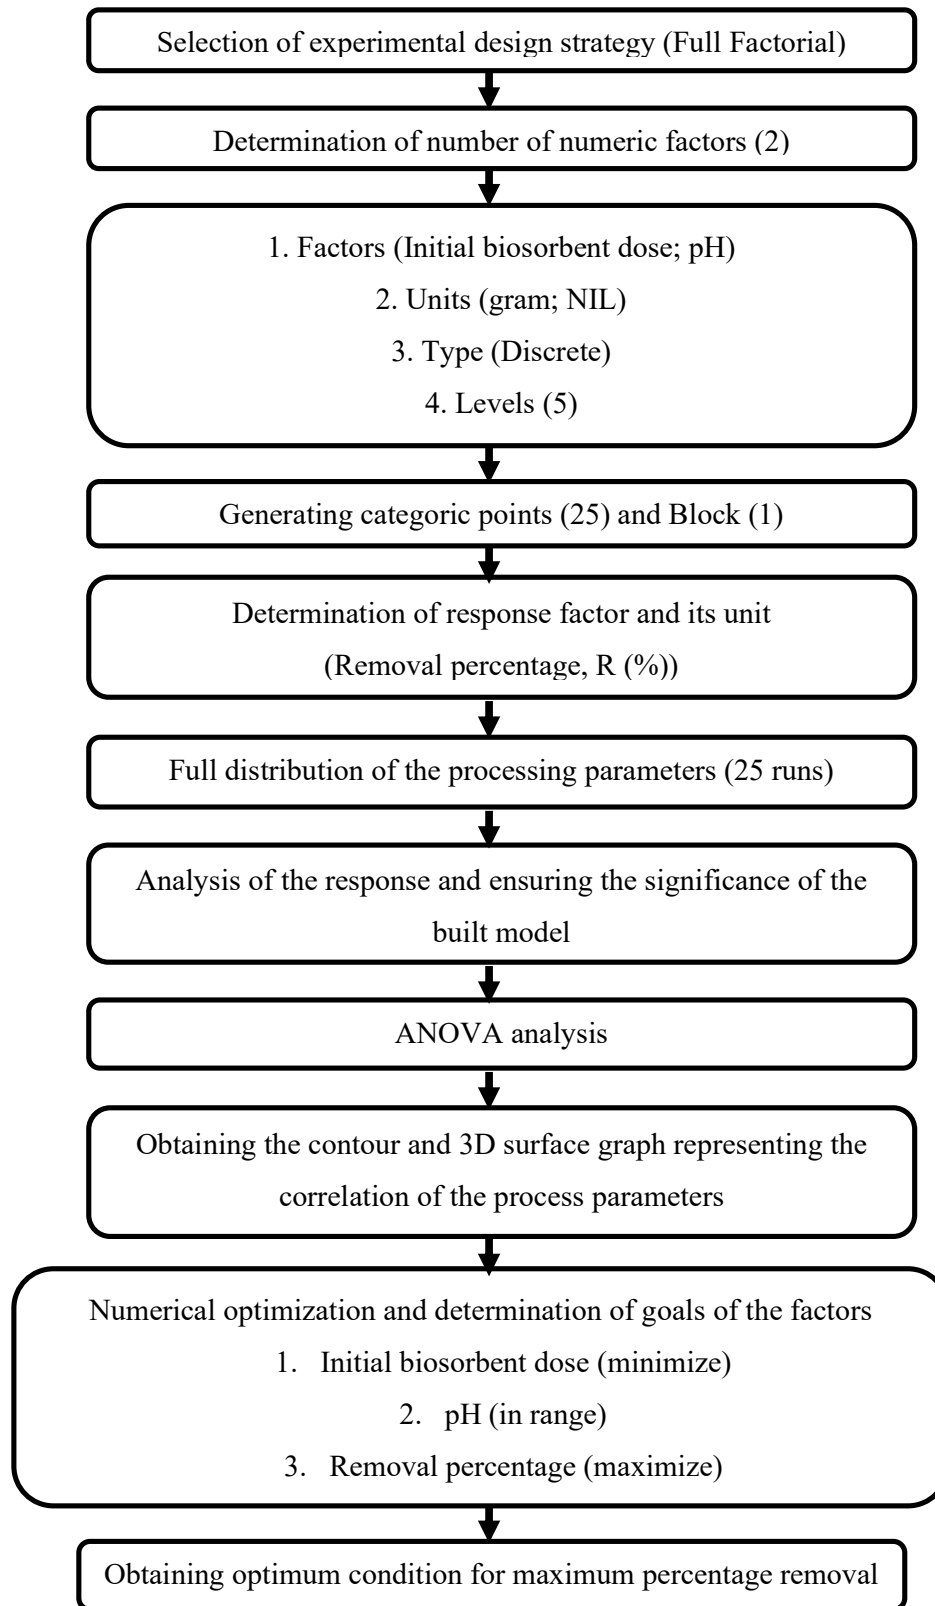 Selection of experimental design strategy (Full Factorial)
Determination of number of numeric factors (2)
1. Factors (Initial biosorbent dose; pH)
2. Units (gram; NIL)
3. Type (Discrete)
4. Levels (5)
Generating categoric points (25) and Block (1)
Determination of response factor and its unit
(Removal percentage, R (%))
Full distribution of the processing parameters (25 runs)
Analysis of the response and ensuring the significance of the
built model
ANOVA analysis
Obtaining the contour and 3D surface graph representing the
correlation of the process parameters
Numerical optimization and determination of goals of the factors
1. Initial biosorbent dose (minimize)
2. pH (in range)
3. Removal percentage (maximize)
Obtaining optimum condition for maximum percentage removal